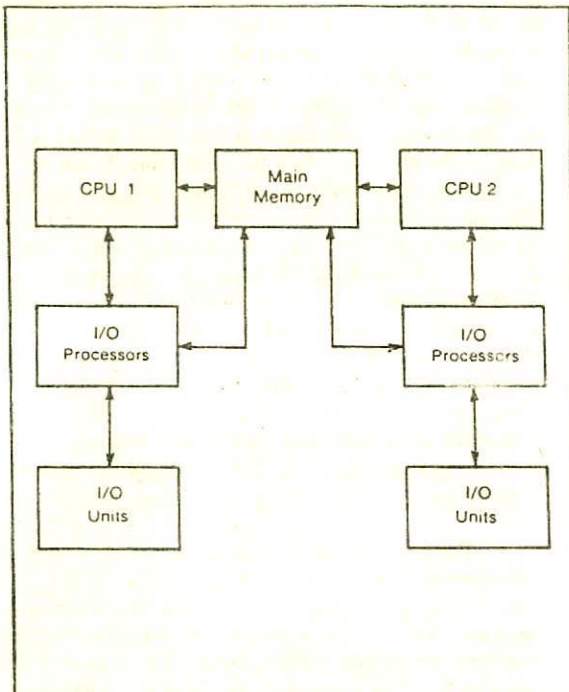 CPU 1
Main
Memory
CPU 2
I/O
Processors
I/O
Processors
I/O
Units
I/O
Units